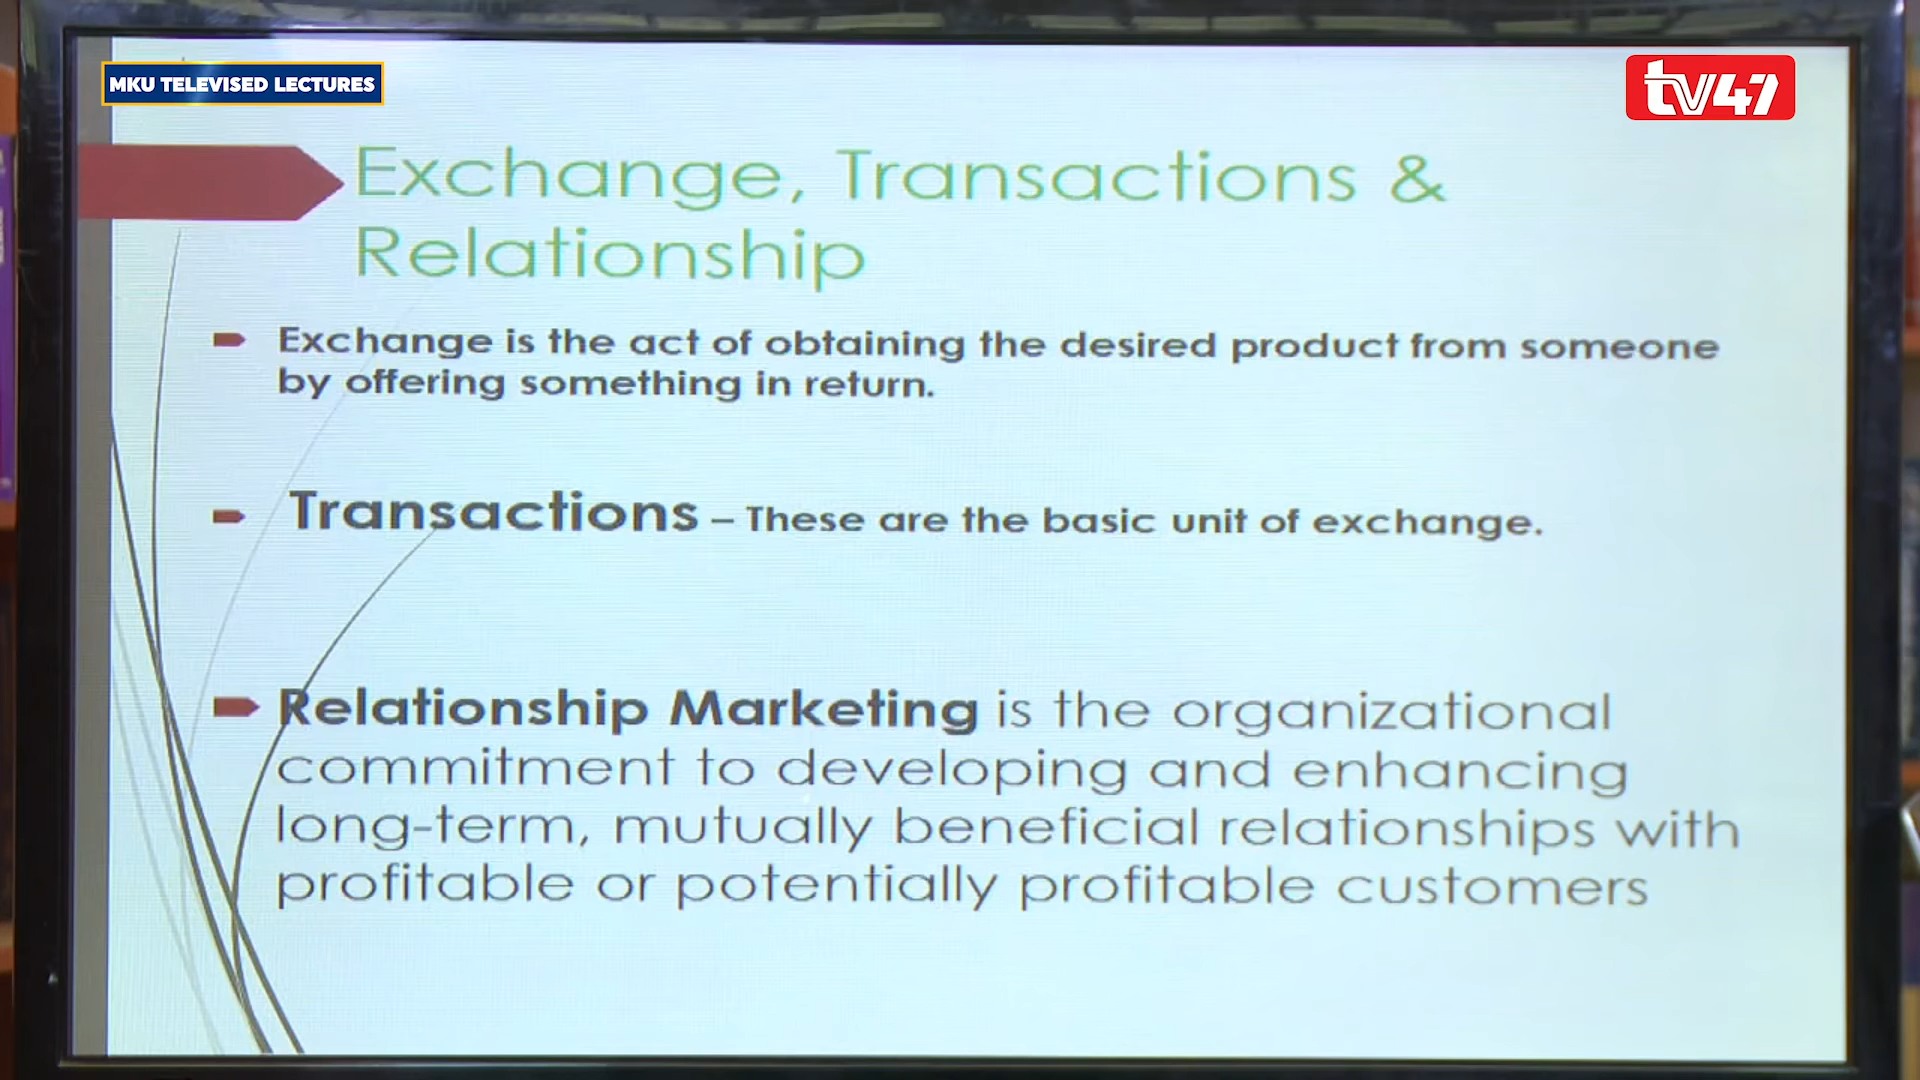 MKU TELEVISED LECTURES
tv47
Exchange, Transactions &
Relationship
Exchange is the act of obtaining the desired product from someone
by offering something in return.
Transactions – These are the basic unit of exchange.
Relationship Marketing is the organizational
commitment to developing and enhancing
long-term, mutually beneficial relationships with
profitable or potentially profitable customers